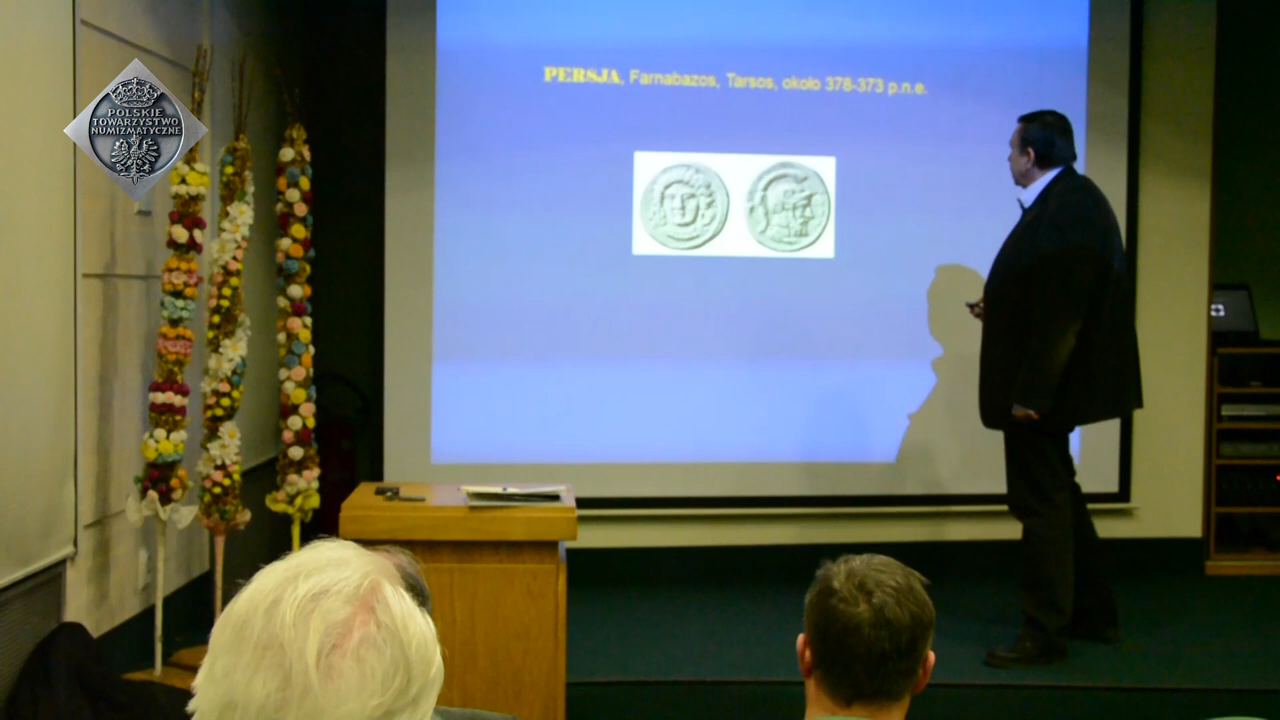 POLSKIE
TOWARZYSTWO
NUMIZMATYCZNE
PERSJA, Farnabazos, Tarsos, około 378-373 p.n.e.